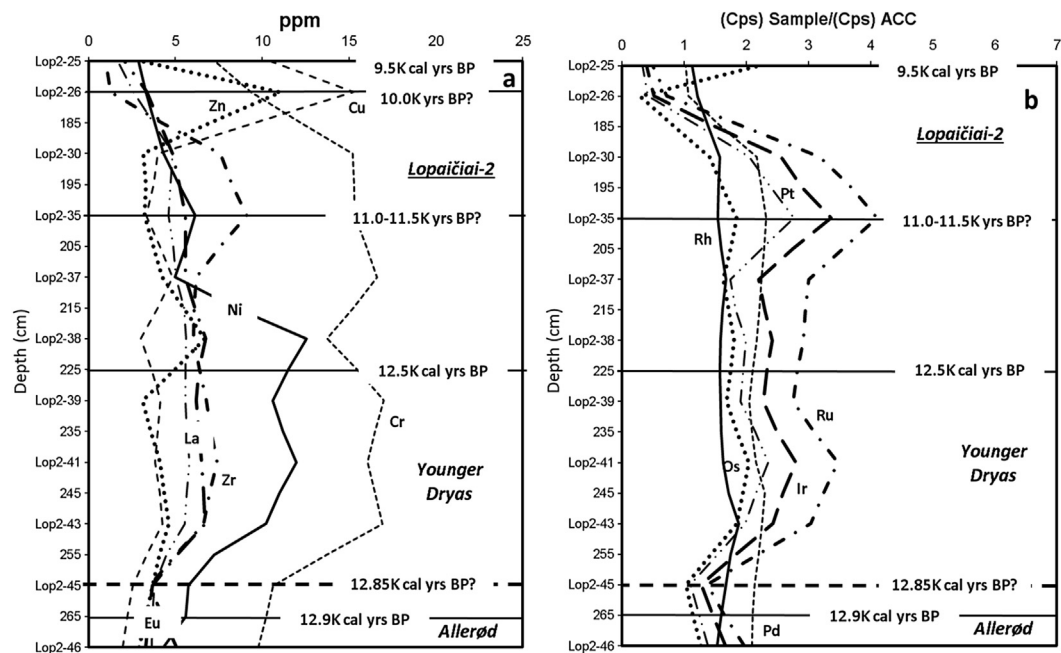 ppm
0 5 10 15 20 25
Lop2-25
Lop2-26
185
Lop2-30
195
Lop2-35
205
Lop2-37
215
Lop2-38
225
Lop2-39
235
Lop2-41
245
Lop2-43
255
Lop2-45
265
Lop2-46
Depth (cm)
9.5K cal yrs BP
a
10.0K yrs BP?
Zn
Cu
Lopaičiai-2
11.0-11.5K yrs BP?
Ni
12.5K cal yrs BP
Cr
La
Zr
Younger
Dryas
12.85K cal yrs BP?
Eu
12.9K cal yrs BP
Allerød
(Cps) Sample/(Cps) ACC
0 1 2 3 4 5 6 7
Lop2-25
Lop2-26
185
Lop2-30
195
Lop2-35
205
Lop2-37
215
Lop2-38
225
Lop2-39
235
Lop2-41
245
Lop2-43
255
Lop2-45
265
Lop2-46
Depth (cm)
9.5K cal yrs BP
b
Lopaičiai-2
Pt
11.0-11.5K yrs BP?
Rh
12.5K cal yrs BP
Ru
Os
Ir
Younger
Dryas
12.85K cal yrs BP?
12.9K cal yrs BP
Pd
Allerød